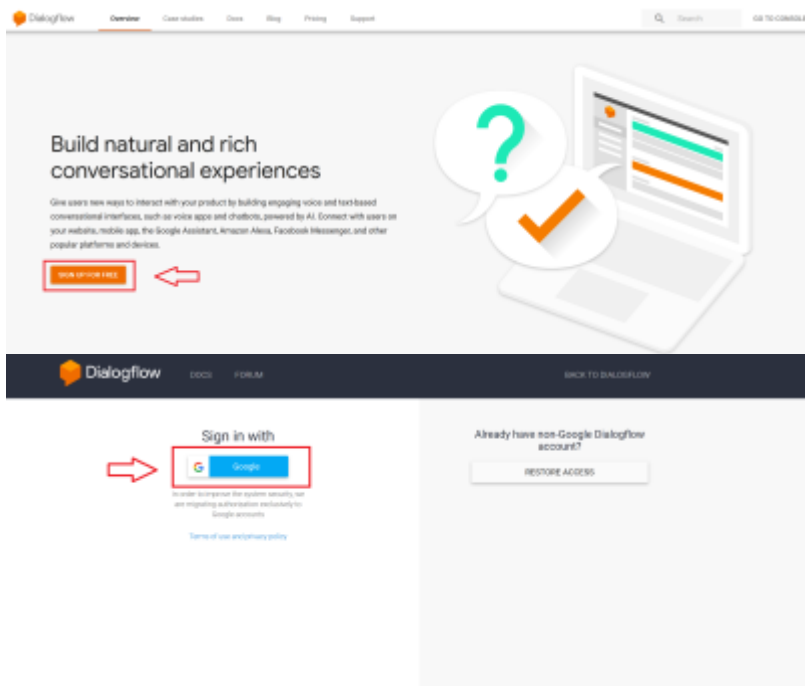 Dialogflow
Overview
Case studies
Docs
Blog
Pricing
Support
Search
GO TO CONSOLE
Build natural and rich
conversational experiences
Give users new ways to interact with your product by building engaging voice and text-based
conversational interfaces, such as voice apps and chatbots, powered by AI. Connect with users on
your website, mobile app, the Google Assistant, Amazon Alexa, Facebook Messenger, and other
popular platforms and devices.
SIGN UP FOR FREE
Dialogflow
DOCS
FORUM
BACK TO DIALOGFLOW
Sign in with
G Google
In order to improve the system security, we
are migrating authorization exclusively to
Google accounts
Terms of use and privacy policy
Already have non-Google Dialogflow
account?
RESTORE ACCESS